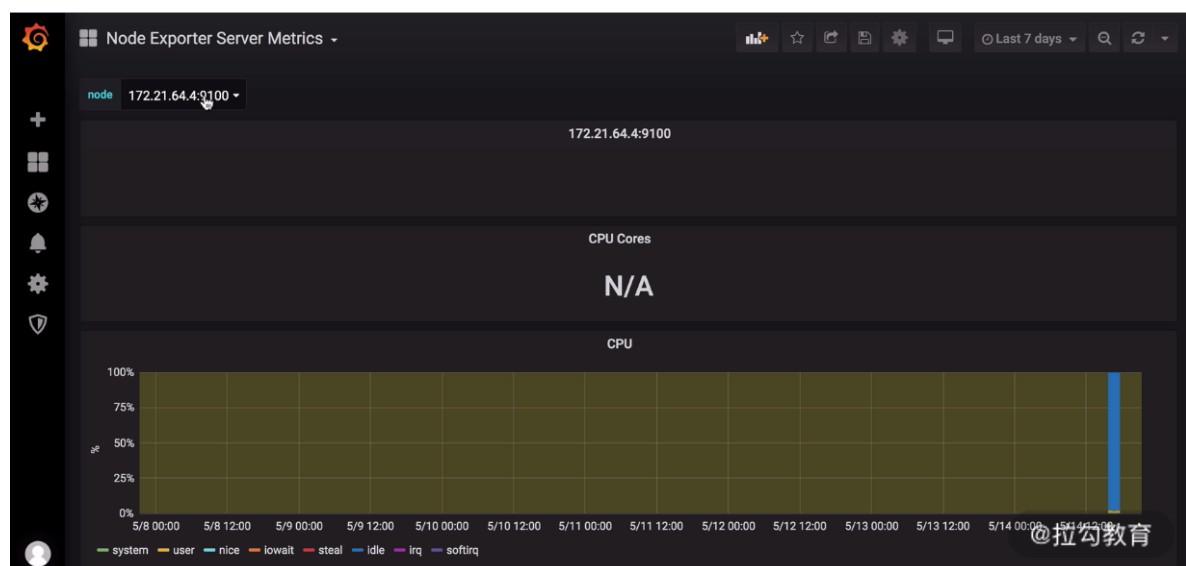 Node Exporter Server Metrics
Last 7 days
node 172.21.64.4:9100
172.21.64.4:9100
CPU Cores
N/A
CPU
100%
75%
50%
25%
0%
%
5/8 00:00 5/8 12:00 5/9 00:00 5/9 12:00 5/10 00:00 5/10 12:00 5/11 00:00 5/11 12:00 5/12 00:00 5/12 12:00 5/13 00:00 5/13 12:00 5/14 00:00 5/14 12:00
system user nice iowait steal idle irq softirq
@拉勾教育